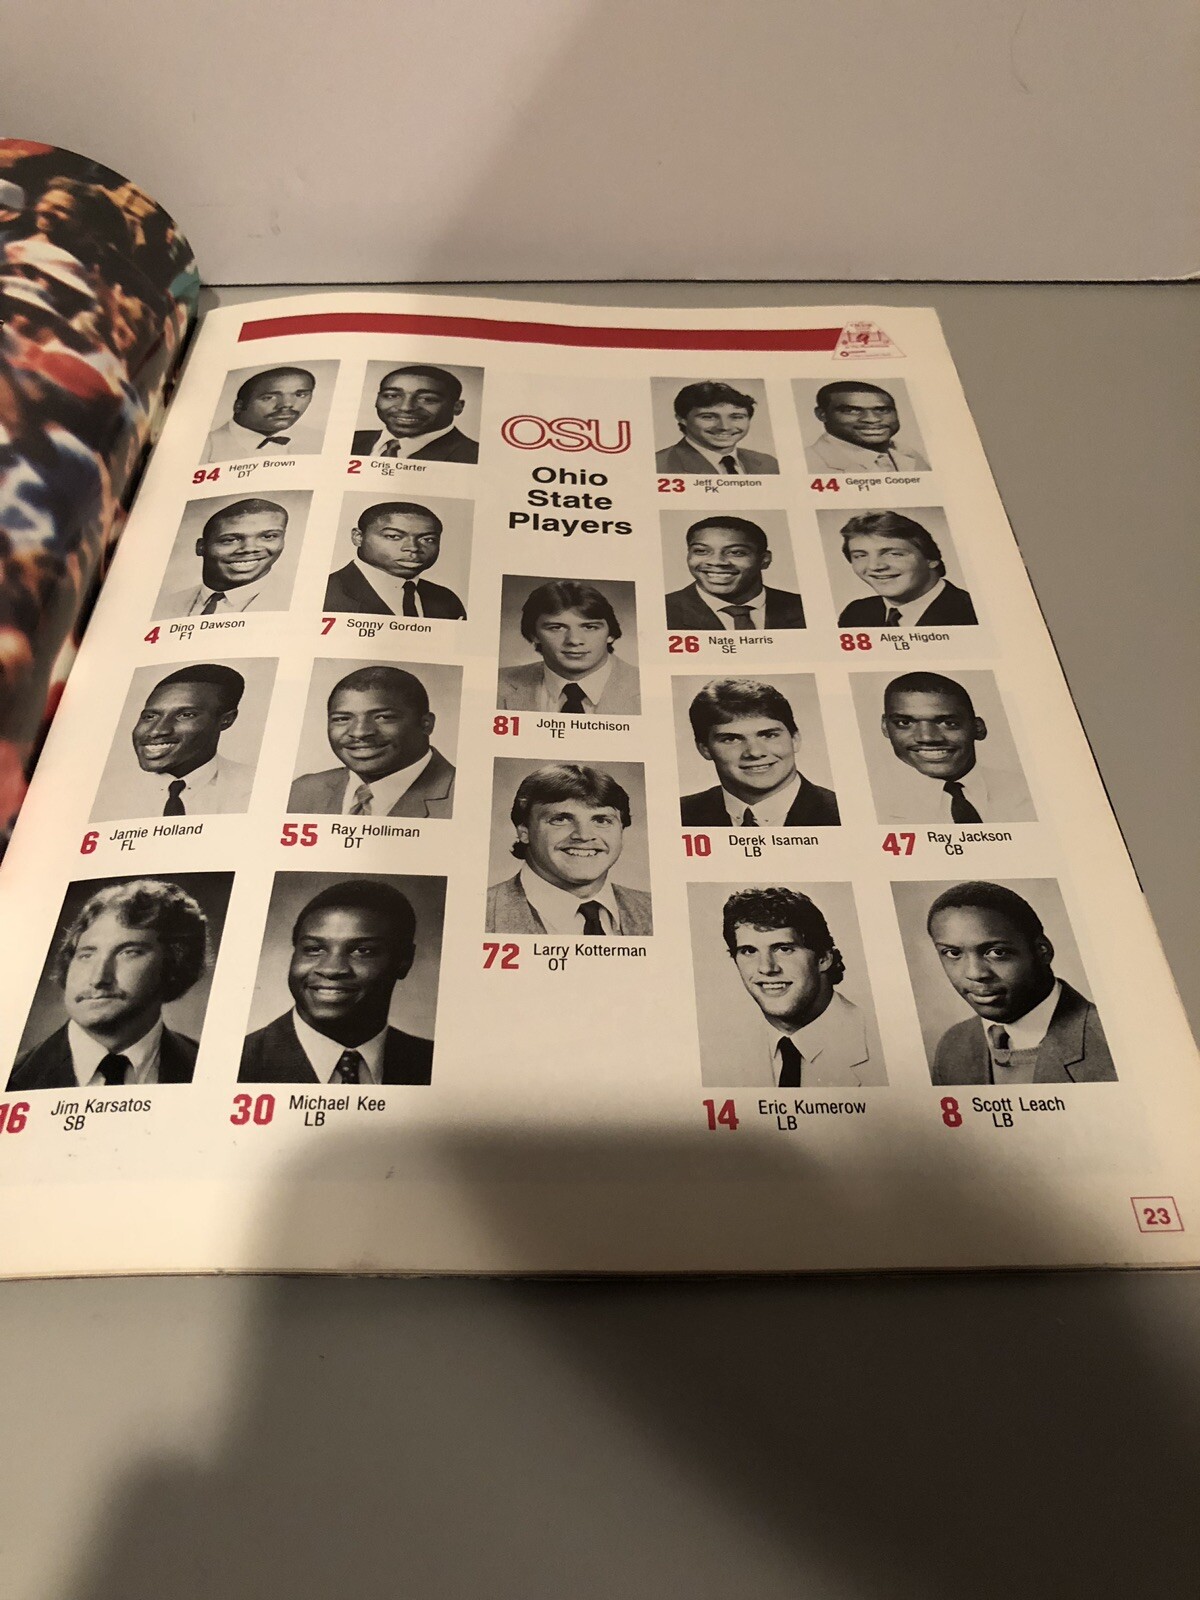 OSU
Ohio
State
Players
94 Henry Brown
DT
2 Cris Carter
SE
23 Jeff Compton
PK
44 George Cooper
F1
4 Dino Dawson
F1
7 Sonny Gordon
DB
26 Nate Harris
SE
88 Alex Higdon
LB
81 John Hutchison
TE
6 Jamie Holland
FL
55 Ray Holliman
DT
10 Derek Isaman
LB
47 Ray Jackson
CB
72 Larry Kotterman
OT
16 Jim Karsatos
SB
30 Michael Kee
LB
14 Eric Kumerow
LB
8 Scott Leach
LB
23